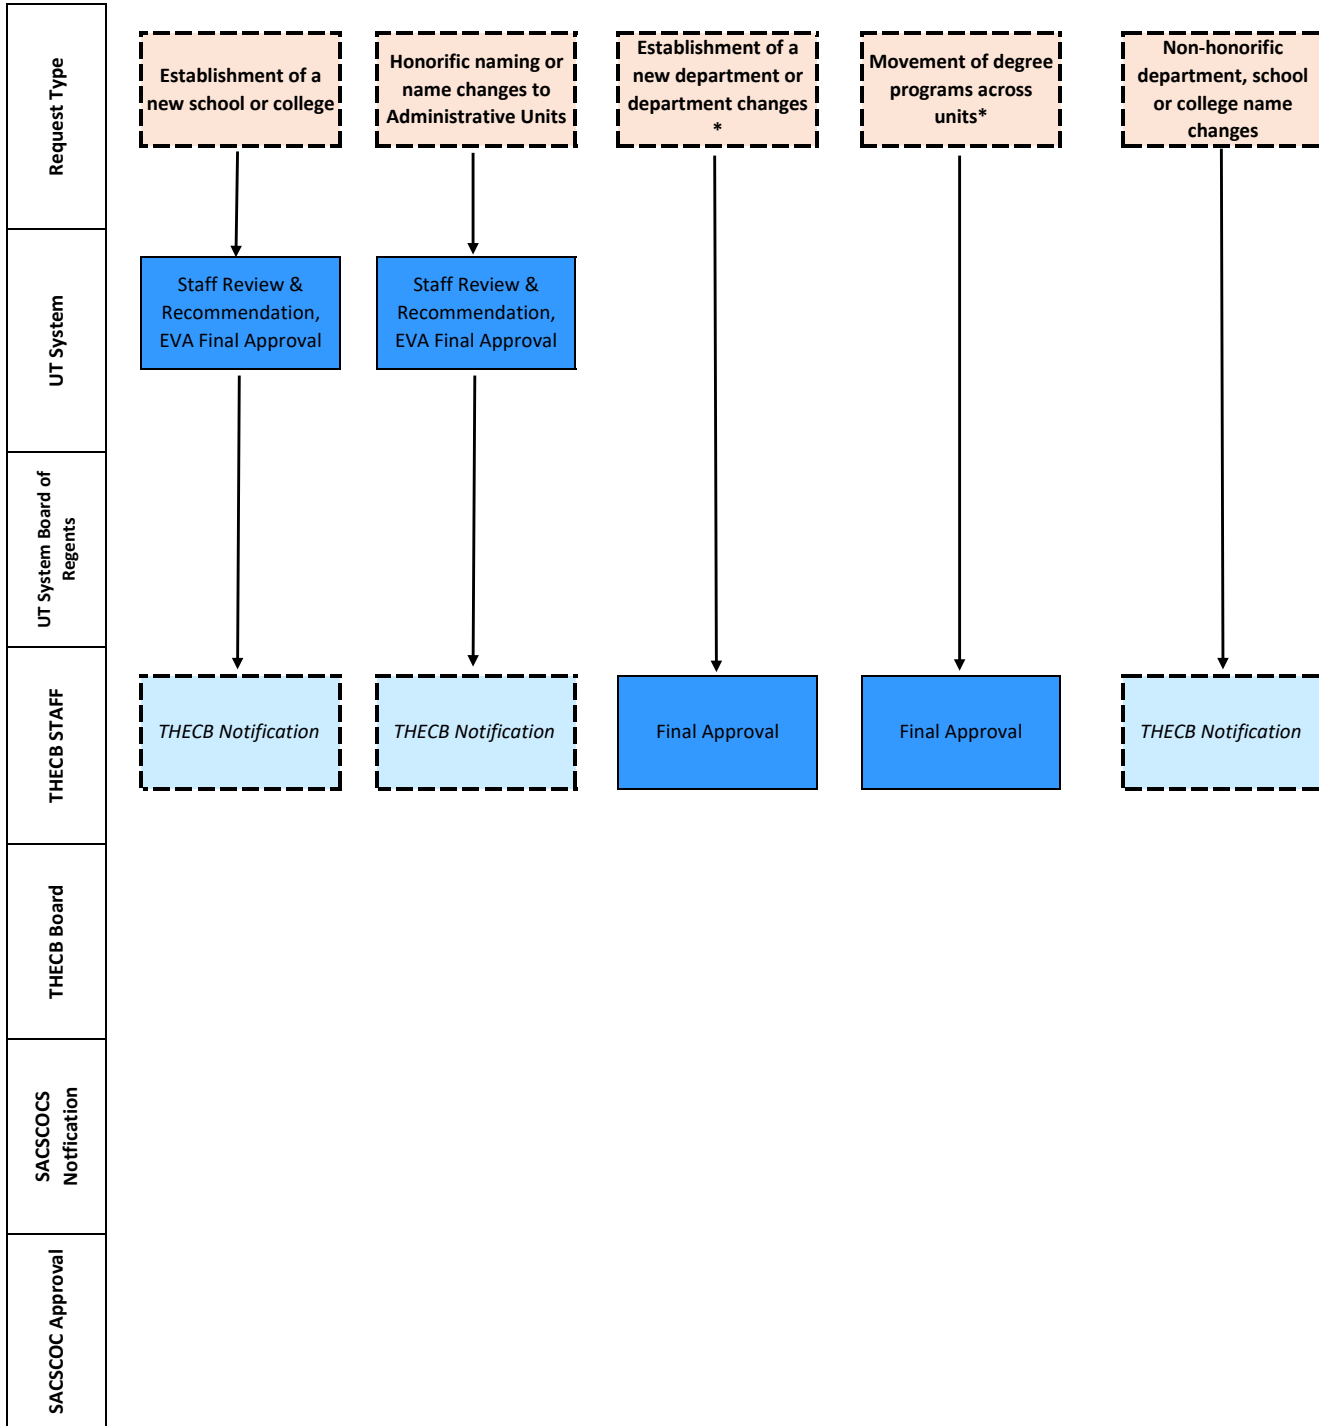 Request Type
Establishment of a
new school or college
Honorific naming or
name changes to
Administrative Units
Establishment of a
new department or
department changes
*
Movement of degree
programs across
units*
Non-honorific
department, school
or college name
changes
UT System
Staff Review &
Recommendation,
EVA Final Approval
Staff Review &
Recommendation,
EVA Final Approval
UT System Board of
Regents
THECB STAFF
THECB Notification
THECB Notification
Final Approval
Final Approval
THECB Notification
THECB Board
SACSCOCS
Notfication
SACSCOC Approval